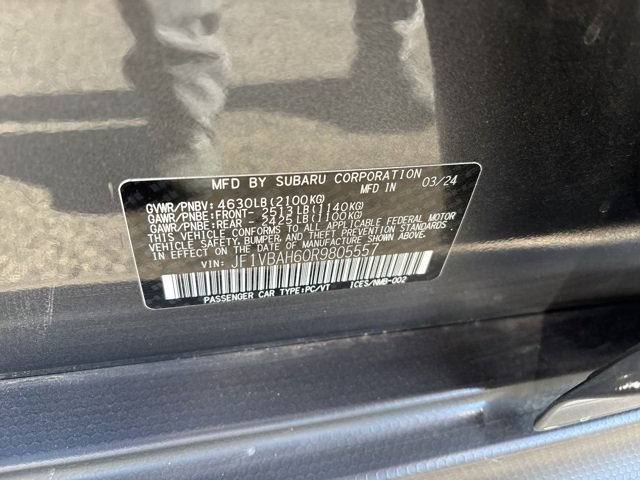 MFD BY SUBARU CORPORATION
MFD IN 03/24
GVWR/PNBV: 4630LB(2100KG)
GAWR/PNBE:FRONT- 2513LB(1140KG)
GAWR/PNBE:REAR - 2425LB(1100KG)
THIS VEHICLE CONFORMS TO ALL APPLICABLE FEDERAL MOTOR
VEHICLE SAFETY, BUMPER, AND THEFT PREVENTION STANDARDS
IN EFFECT ON THE DATE OF MANUFACTURE SHOWN ABOVE.
VIN: JF1VBAH60R9805557
PASSENGER CAR TYPE:PC/VT ICES/NMB-002